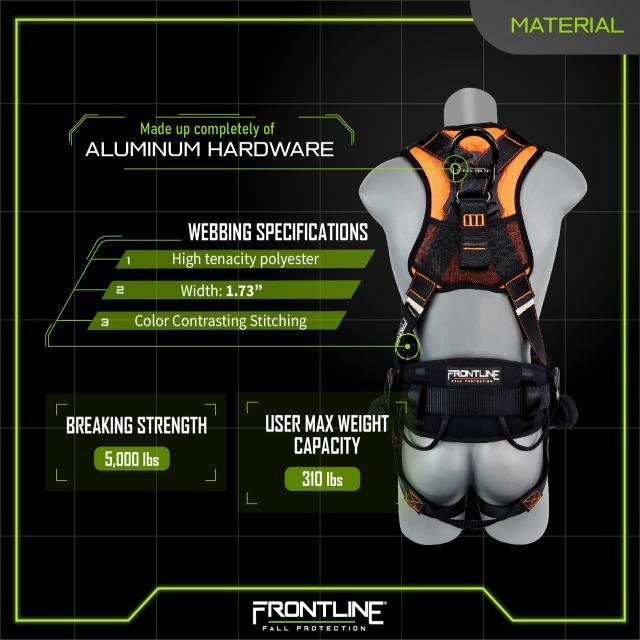 MATERIAL
Made up completely of
ALUMINUM HARDWARE
WEBBING SPECIFICATIONS
1 High tenacity polyester
2 Width: 1.73”
3 Color Contrasting Stitching
BREAKING STRENGTH
5,000 lbs
USER MAX WEIGHT
CAPACITY
310 lbs
FRONTLINE
FALL PROTECTION
FRONTLINE®
FALL PROTECTION